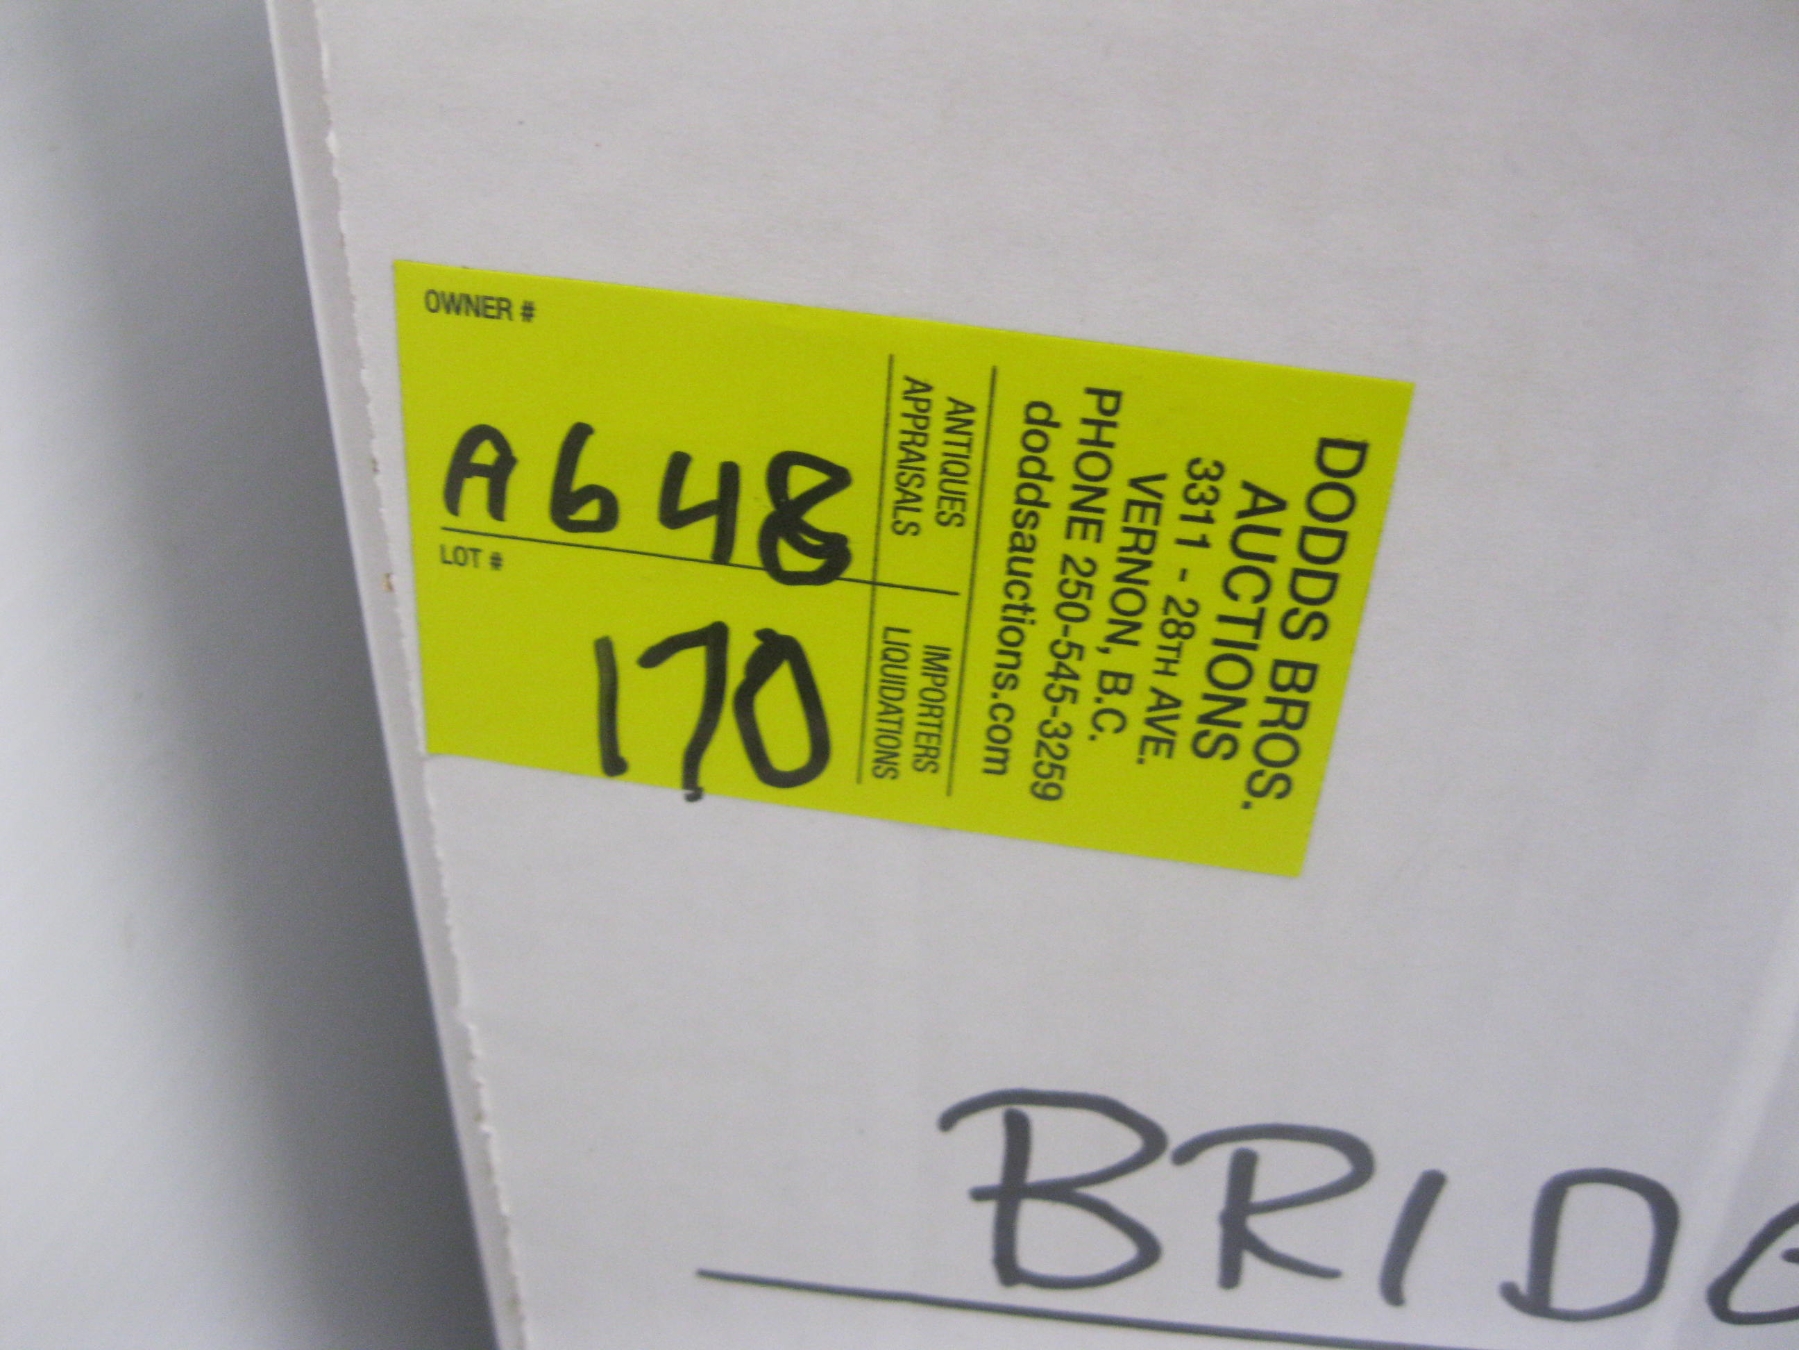 OWNER #
A648
LOT #
170
DODDS BROS.
AUCTIONS
3311 - 28TH AVE.
VERNON, B.C.
PHONE 250-545-3259
doddsauctions.com
ANTIQUES
APPRAISALS
IMPORTERS
LIQUIDATIONS